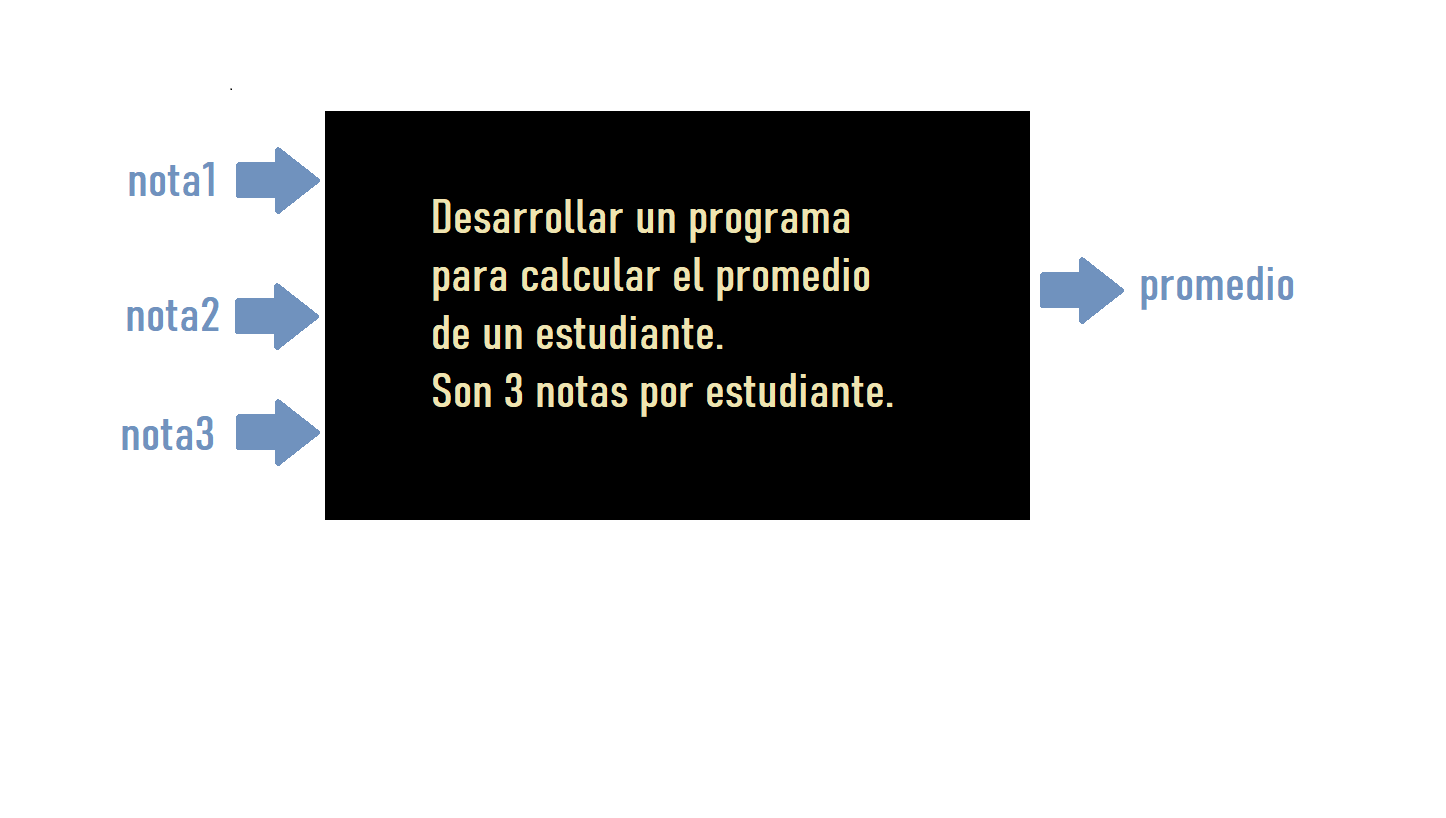 nota1
nota2
nota3
Desarrollar un programa
para calcular el promedio
de un estudiante.
Son 3 notas por estudiante.
promedio